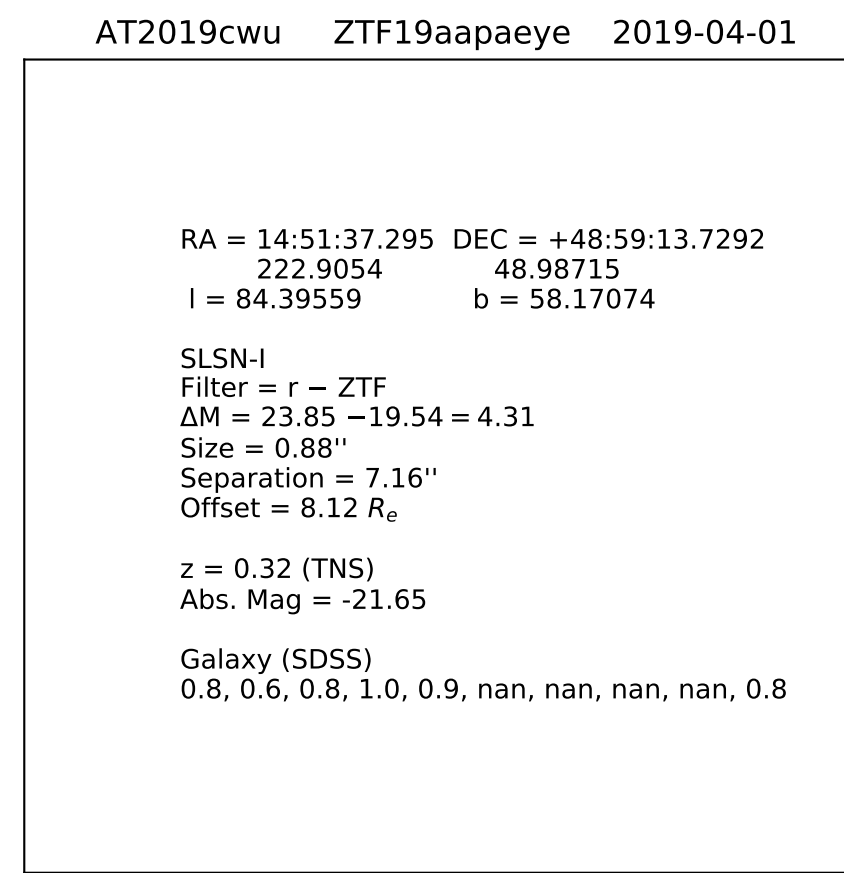 AT2019cwu ZTF19aapaeye 2019-04-01
RA = 14:51:37.295 DEC = +48:59:13.7292
222.9054 48.98715
l = 84.39559 b = 58.17074
SLSN-I
Filter = r − ZTF
ΔM = 23.85 −19.54 = 4.31
Size = 0.88''
Separation = 7.16''
Offset = 8.12 Re
z = 0.32 (TNS)
Abs. Mag = -21.65
Galaxy (SDSS)
0.8, 0.6, 0.8, 1.0, 0.9, nan, nan, nan, nan, 0.8